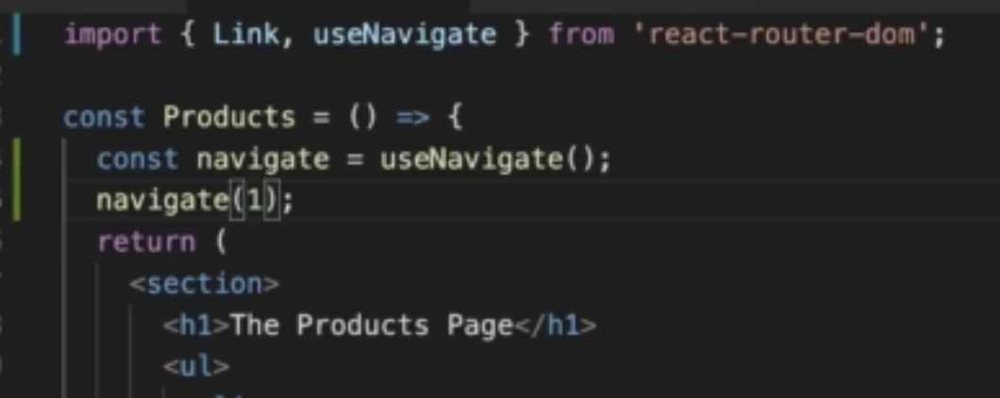 import { Link, useNavigate } from 'react-router-dom';
const Products = () => {
const navigate = useNavigate();
navigate(1);
return (
<section>
<h1>The Products Page</h1>
<ul>